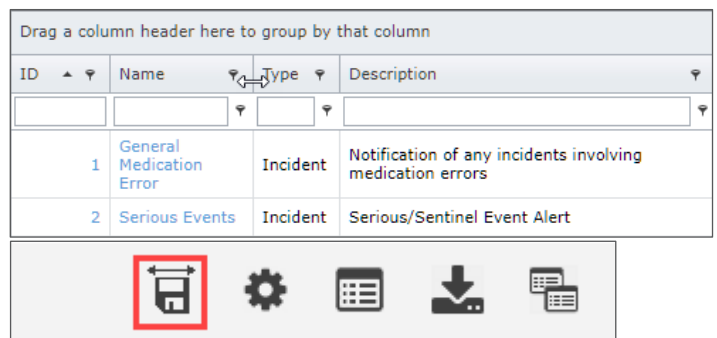 Drag a column header here to group by that column
ID Name Type Description
General
1 Medication Incident Notification of any incidents involving
Error medication errors
2 Serious Events Incident Serious/Sentinel Event Alert